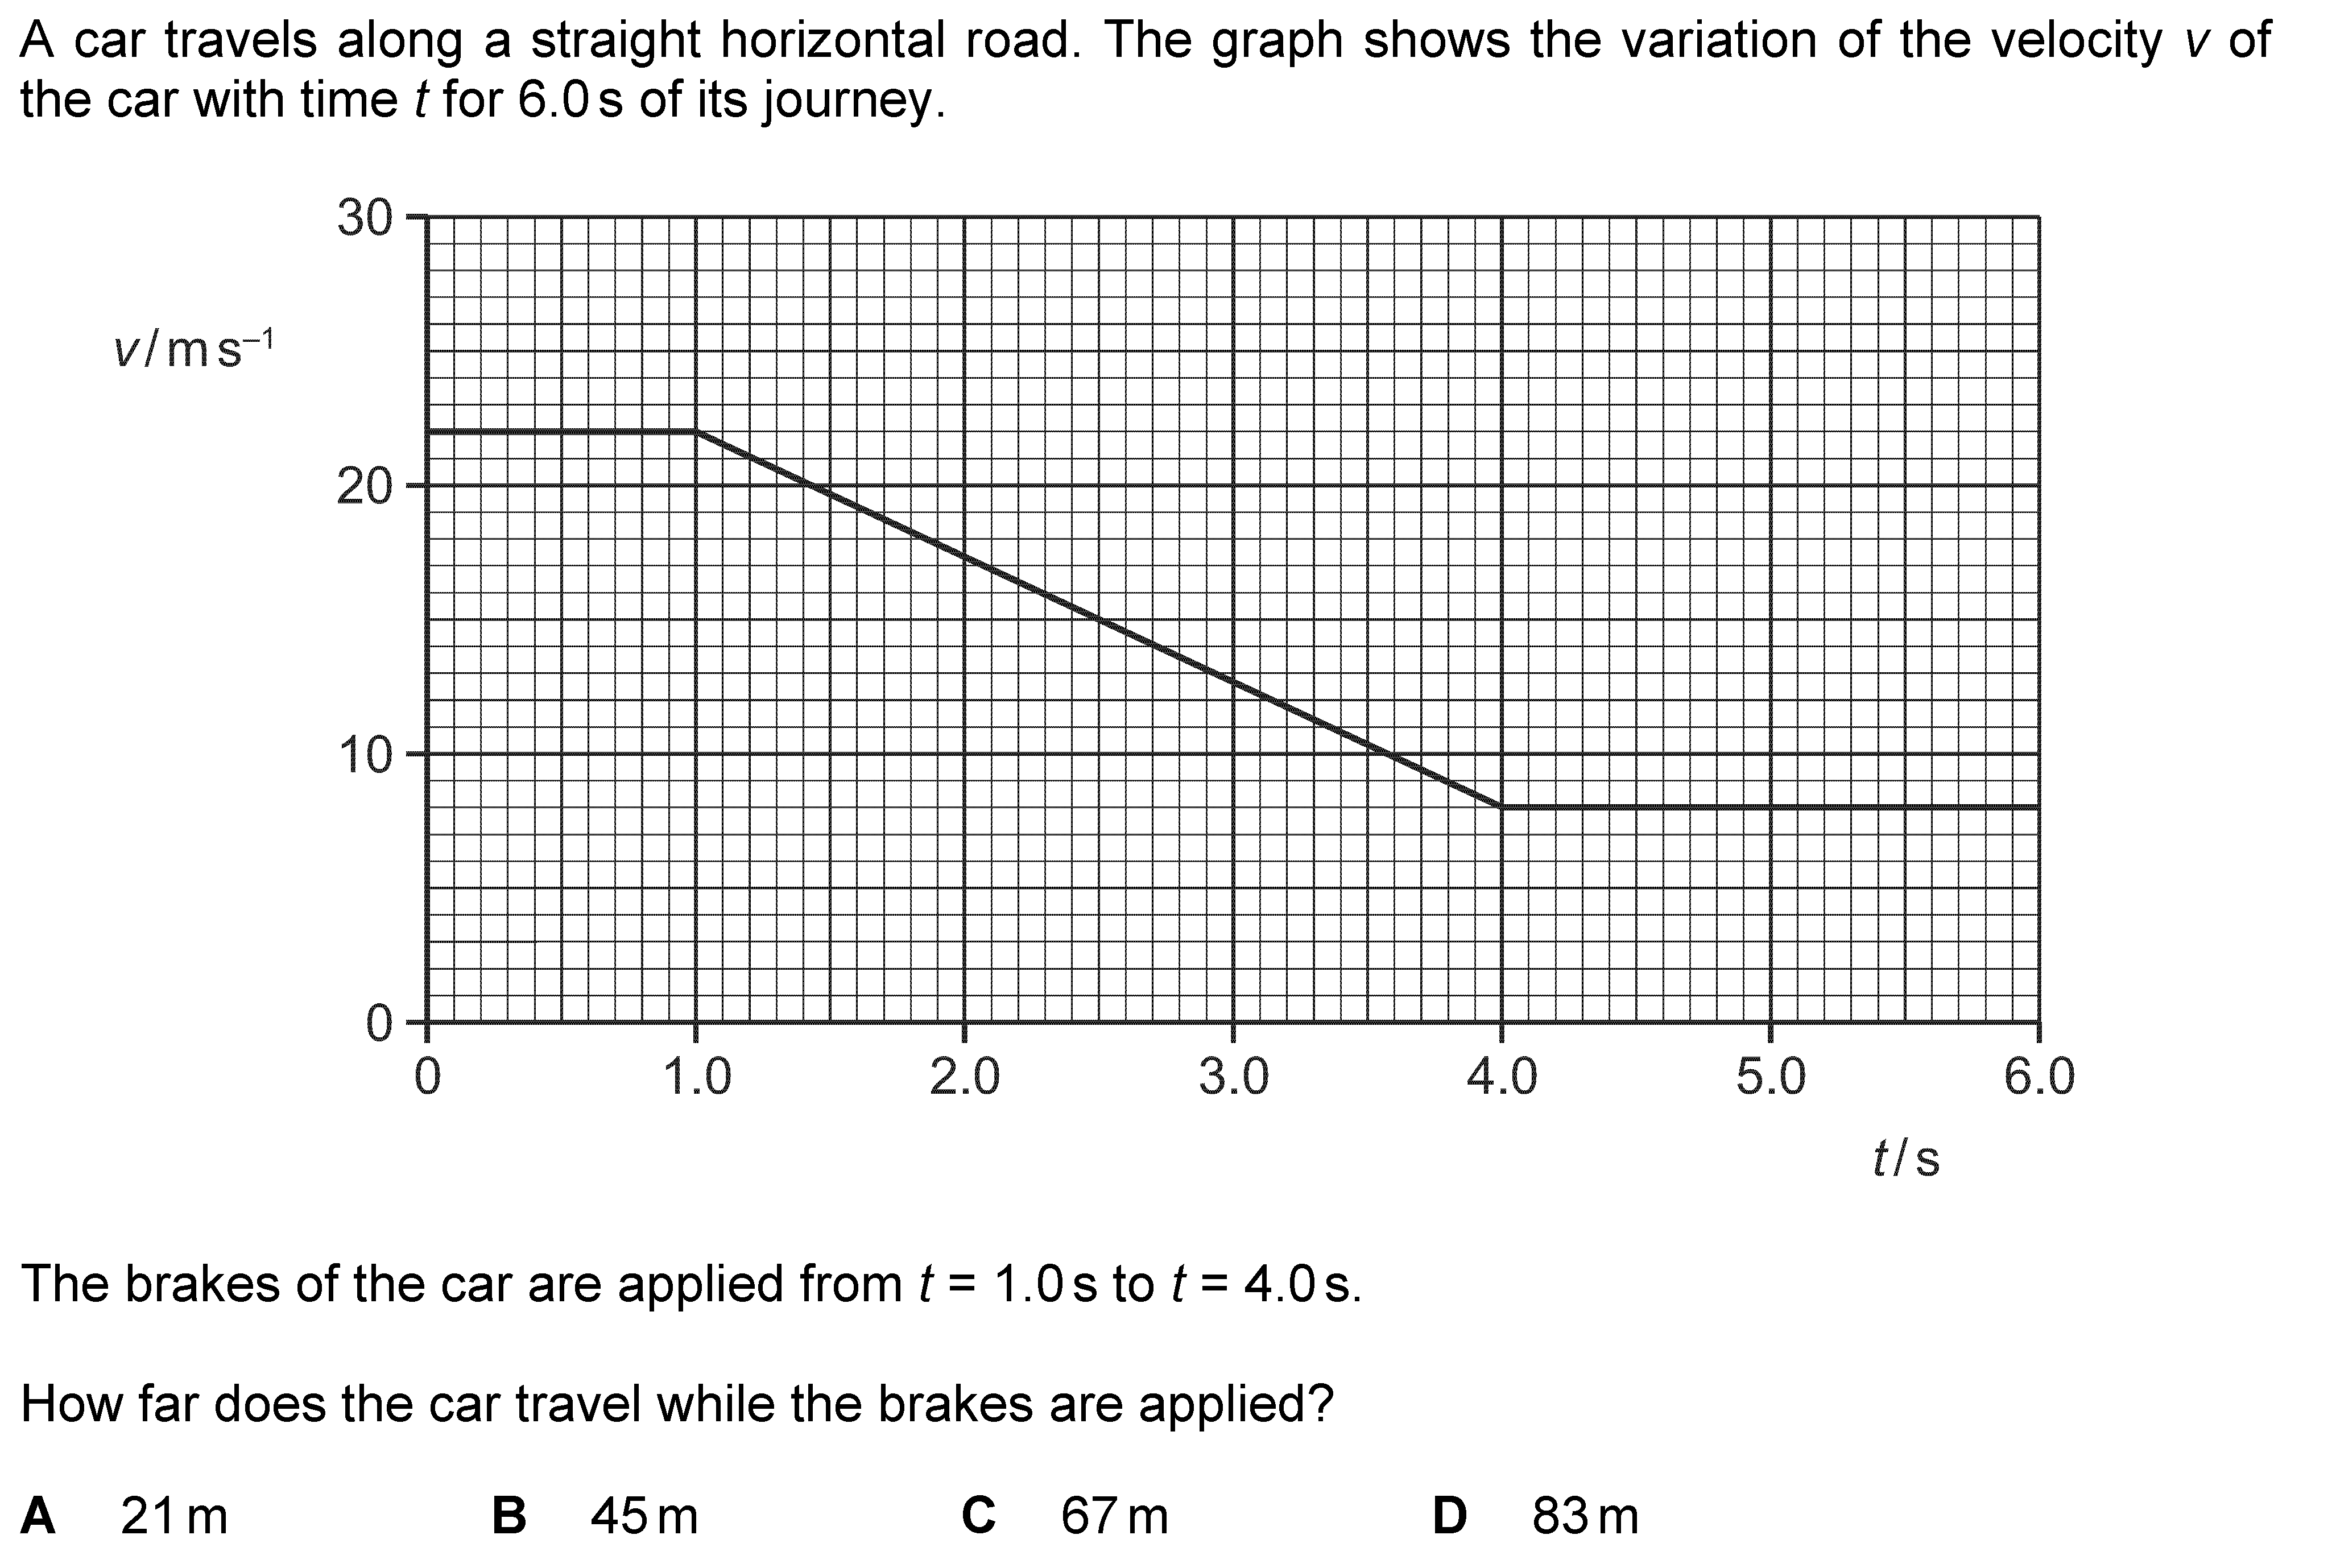 A car travels along a straight horizontal road. The graph shows the variation of the velocity v of
the car with time t for 6.0 s of its journey.
30
v / m s⁻¹
20
10
0
0 1.0 2.0 3.0 4.0 5.0 6.0
t / s
The brakes of the car are applied from t = 1.0 s to t = 4.0 s.
How far does the car travel while the brakes are applied?
A 21 m B 45 m C 67 m D 83 m